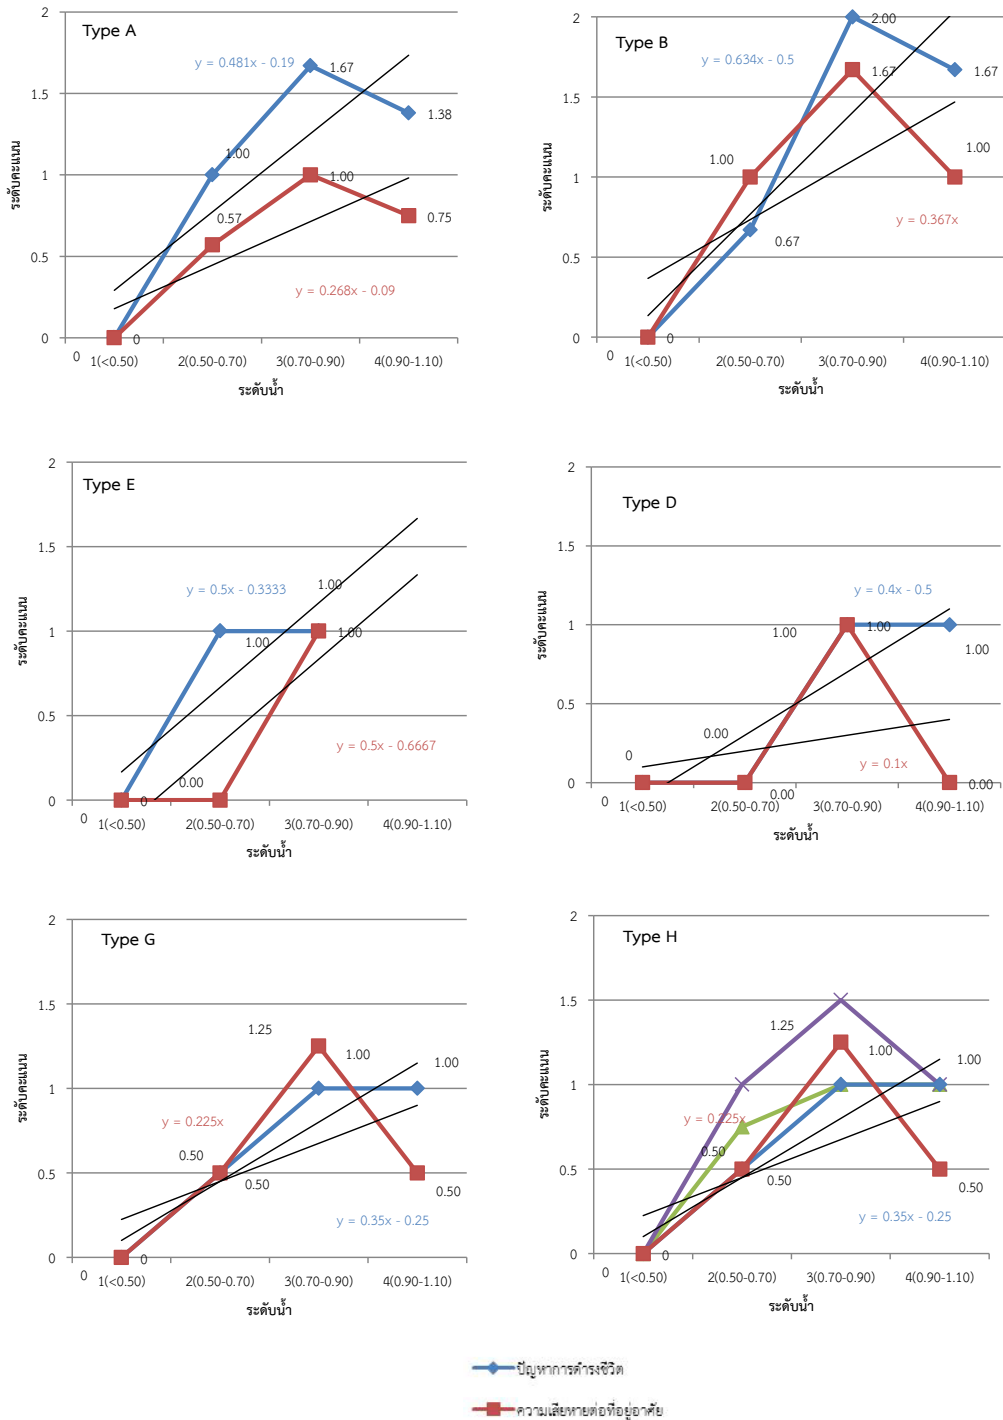 Type A
y = 0.481x - 0.19
y = 0.268x - 0.09
2
1.5
1
0.5
0
0
0
1.00
1.67
1.38
0.57
1.00
0.75
1(<0.50) 2(0.50-0.70) 3(0.70-0.90) 4(0.90-1.10)
ระดับคะแนน
ระดับน้ำ
Type B
y = 0.634x - 0.5
y = 0.367x
2
1.5
1
0.5
0
0
0
2.00
1.67
1.67
1.00
1.00
0.67
1(<0.50) 2(0.50-0.70) 3(0.70-0.90) 4(0.90-1.10)
ระดับคะแนน
ระดับน้ำ
Type E
y = 0.5x - 0.3333
y = 0.5x - 0.6667
2
1.5
1
0.5
0
0
0
1.00
1.00
1.00
0.00
1(<0.50) 2(0.50-0.70) 3(0.70-0.90) 4(0.90-1.10)
ระดับคะแนน
ระดับน้ำ
Type D
y = 0.4x - 0.5
y = 0.1x
2
1.5
1
0.5
0
0
0
1.00
1.00
1.00
0.00
0.00
0.00
1(<0.50) 2(0.50-0.70) 3(0.70-0.90) 4(0.90-1.10)
ระดับคะแนน
ระดับน้ำ
Type G
y = 0.225x
y = 0.35x - 0.25
2
1.5
1
0.5
0
0
0
1.25
1.00
1.00
0.50
0.50
0.50
1(<0.50) 2(0.50-0.70) 3(0.70-0.90) 4(0.90-1.10)
ระดับคะแนน
ระดับน้ำ
Type H
y = 0.225x
y = 0.35x - 0.25
2
1.5
1
0.5
0
0
0
1.25
1.00
1.00
0.50
0.50
0.50
1(<0.50) 2(0.50-0.70) 3(0.70-0.90) 4(0.90-1.10)
ระดับคะแนน
ระดับน้ำ
ปัญหาการดำรงชีวิต
ความเสียหายต่อที่อยู่อาศัย